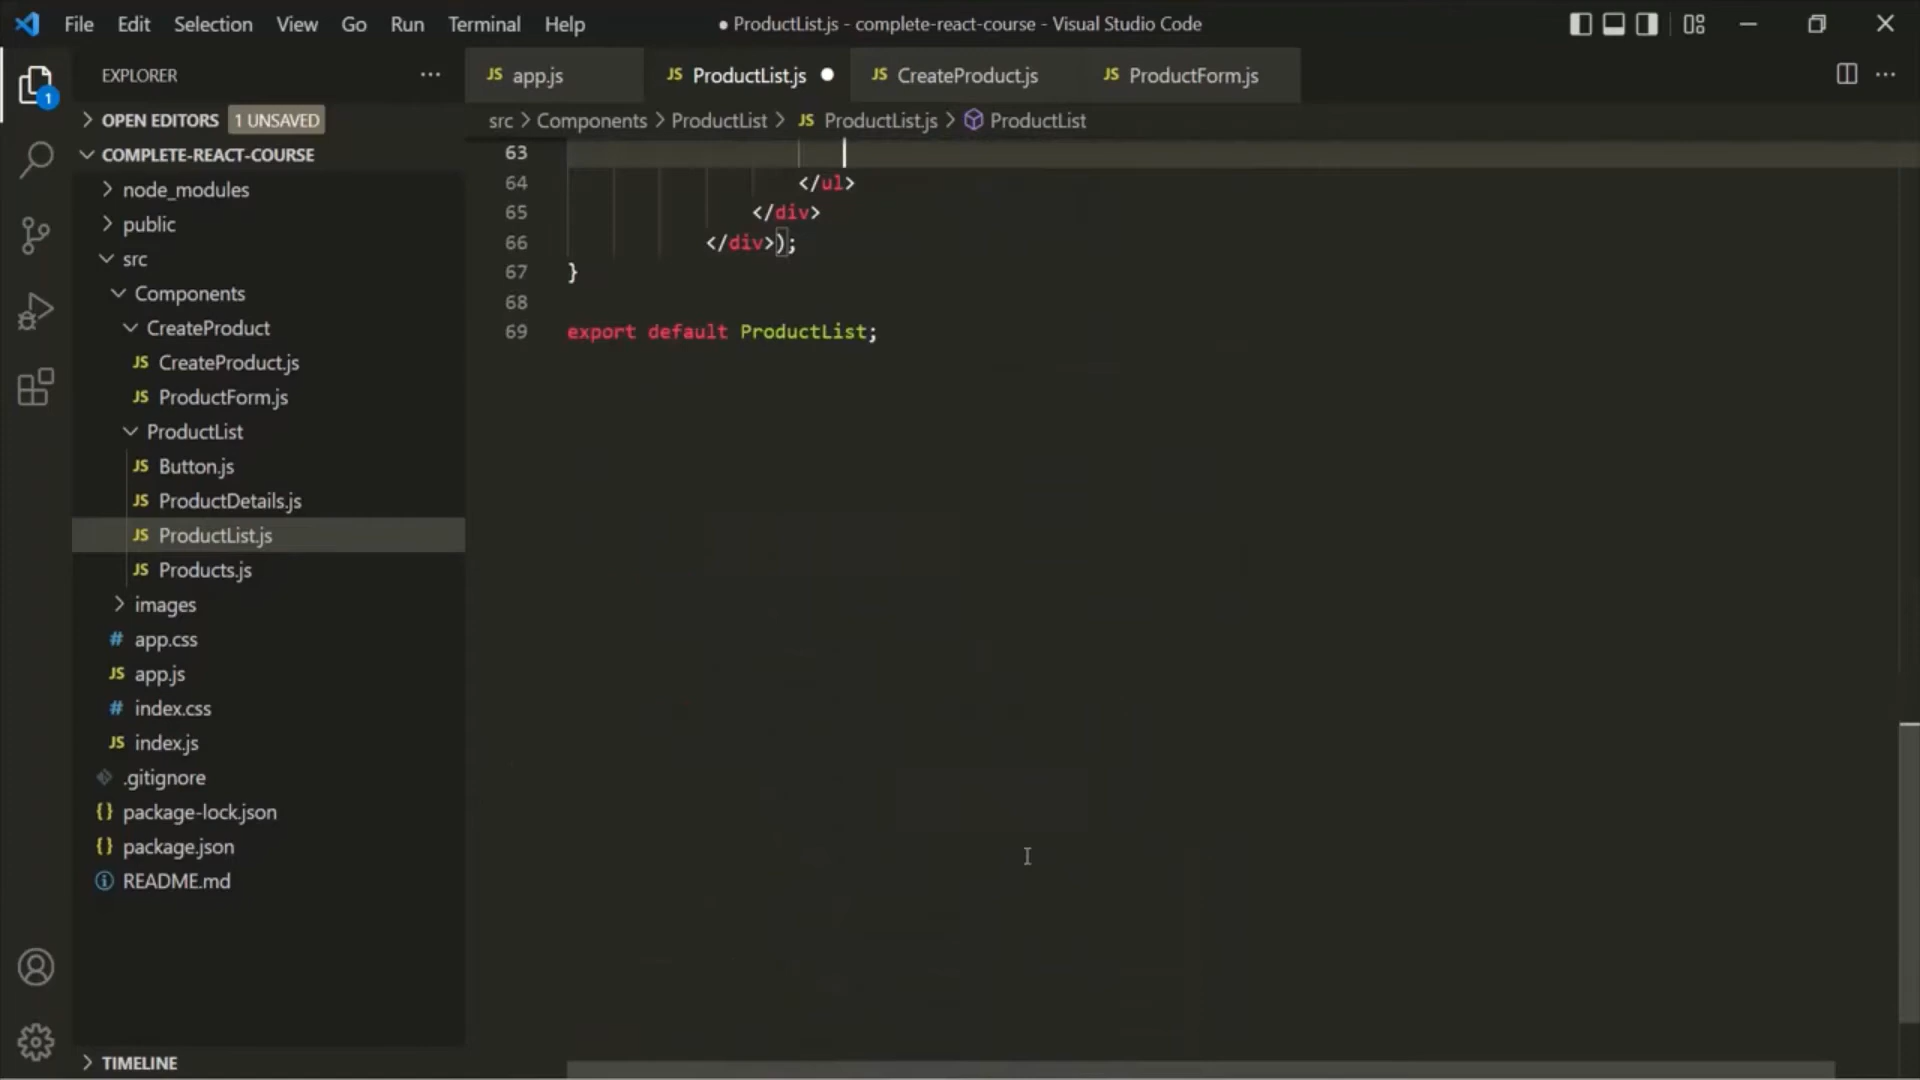 File Edit Selection View Go Run Terminal Help
● ProductList.js - complete-react-course - Visual Studio Code
EXPLORER
1
OPEN EDITORS 1 UNSAVED
COMPLETE-REACT-COURSE
node_modules
public
src
Components
CreateProduct
JS CreateProduct.js
JS ProductForm.js
ProductList
JS Button.js
JS ProductDetails.js
JS ProductList.js
JS Products.js
images
# app.css
JS app.js
# index.css
JS index.js
.gitignore
{} package-lock.json
{} package.json
README.md
TIMELINE
JS app.js JS ProductList.js ● JS CreateProduct.js JS ProductForm.js
src > Components > ProductList > JS ProductList.js > ProductList
63
64 </ul>
65 </div>
66 </div>);
67 }
68
69 export default ProductList;